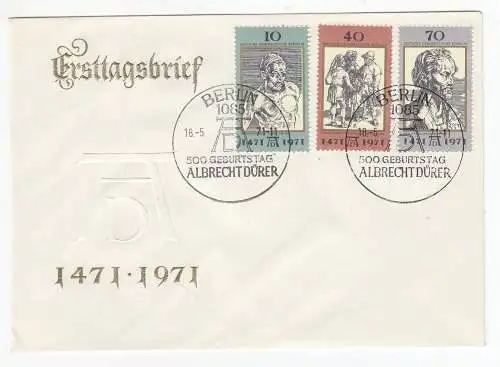 Ersttagsbrief
10
40
70
1471 1971
1471 1971
1471 1971
BERLIN
1085
18.-5. 71-11
500 GEBURTSTAG
ALBRECHT DÜRER
BERLIN
1085
18.-5. 71-11
500 GEBURTSTAG
ALBRECHT DÜRER
1471 · 1971